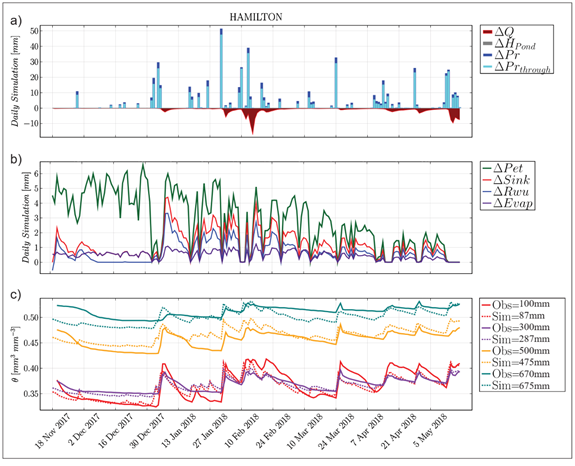 HAMILTON
a)
Daily Simulation [mm]
50
40
30
20
10
0
−10
ΔQ
ΔH_Pond
ΔPr
ΔPr_through
b)
Daily Simulation [mm]
6
5
4
3
2
1
0
ΔPet
ΔSink
ΔRwu
ΔEvap
c)
θ [mm³ mm⁻³]
0.50
0.45
0.40
0.35
Obs=100mm
Sim=87mm
Obs=300mm
Sim=287mm
Obs=500mm
Sim=475mm
Obs=670mm
Sim=675mm
18 Nov 2017
2 Dec 2017
16 Dec 2017
30 Dec 2017
13 Jan 2018
27 Jan 2018
10 Feb 2018
24 Feb 2018
10 Mar 2018
24 Mar 2018
7 Apr 2018
21 Apr 2018
5 May 2018